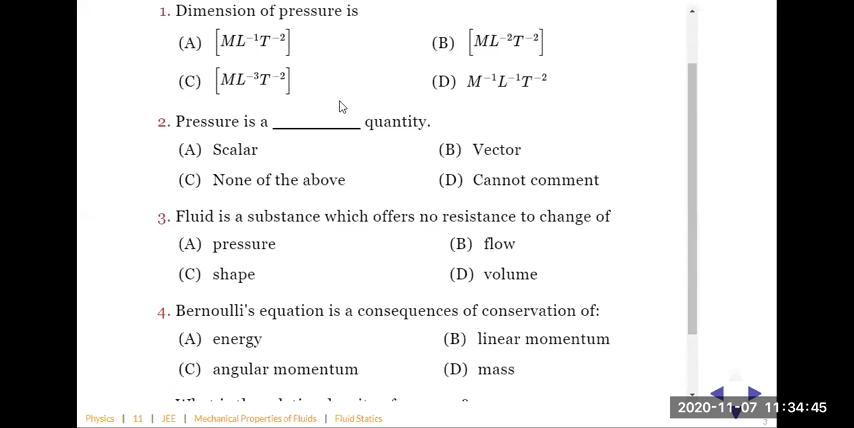 1. Dimension of pressure is
(A) [ML⁻¹T⁻²] (B) [ML⁻²T⁻²]
(C) [ML⁻³T⁻²] (D) M⁻¹L⁻¹T⁻²
2. Pressure is a __________ quantity.
(A) Scalar (B) Vector
(C) None of the above (D) Cannot comment
3. Fluid is a substance which offers no resistance to change of
(A) pressure (B) flow
(C) shape (D) volume
4. Bernoulli's equation is a consequences of conservation of:
(A) energy (B) linear momentum
(C) angular momentum (D) mass
2020-11-07 11:34:45
Physics | 11 | JEE | Mechanical Properties of Fluids | Fluid Statics
3